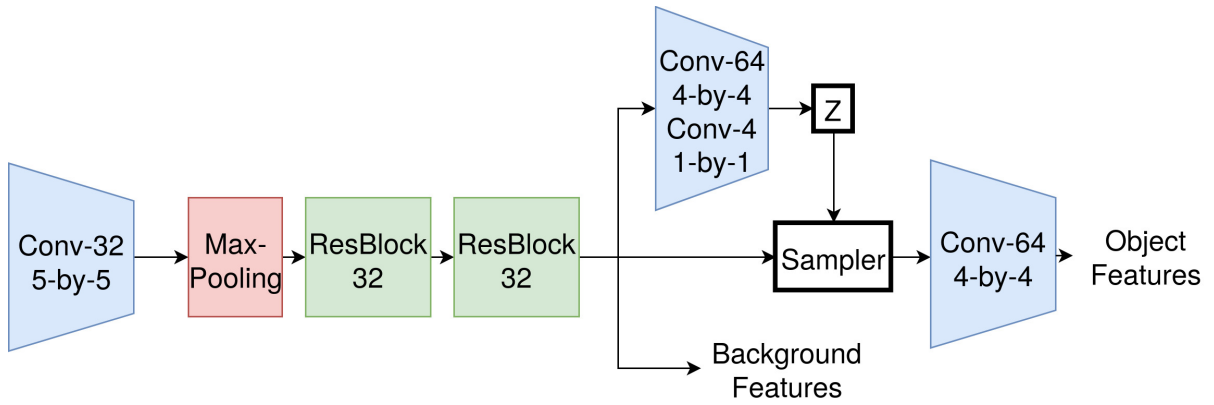 Conv-32
5-by-5
Max-
Pooling
ResBlock
32
ResBlock
32
Conv-64
4-by-4
Conv-4
1-by-1
Z
Sampler
Conv-64
4-by-4
Object
Features
Background
Features